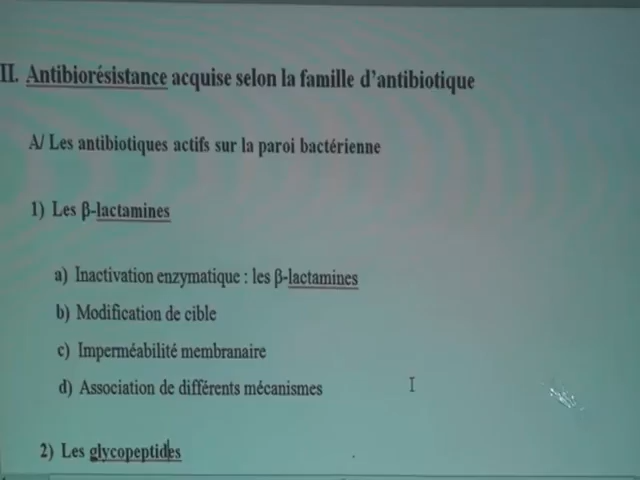 II. Antibiorésistance acquise selon la famille d'antibiotique
A/ Les antibiotiques actifs sur la paroi bactérienne
1) Les β-lactamines
a) Inactivation enzymatique : les β-lactamines
b) Modification de cible
c) Imperméabilité membranaire
d) Association de différents mécanismes
2) Les glycopeptides